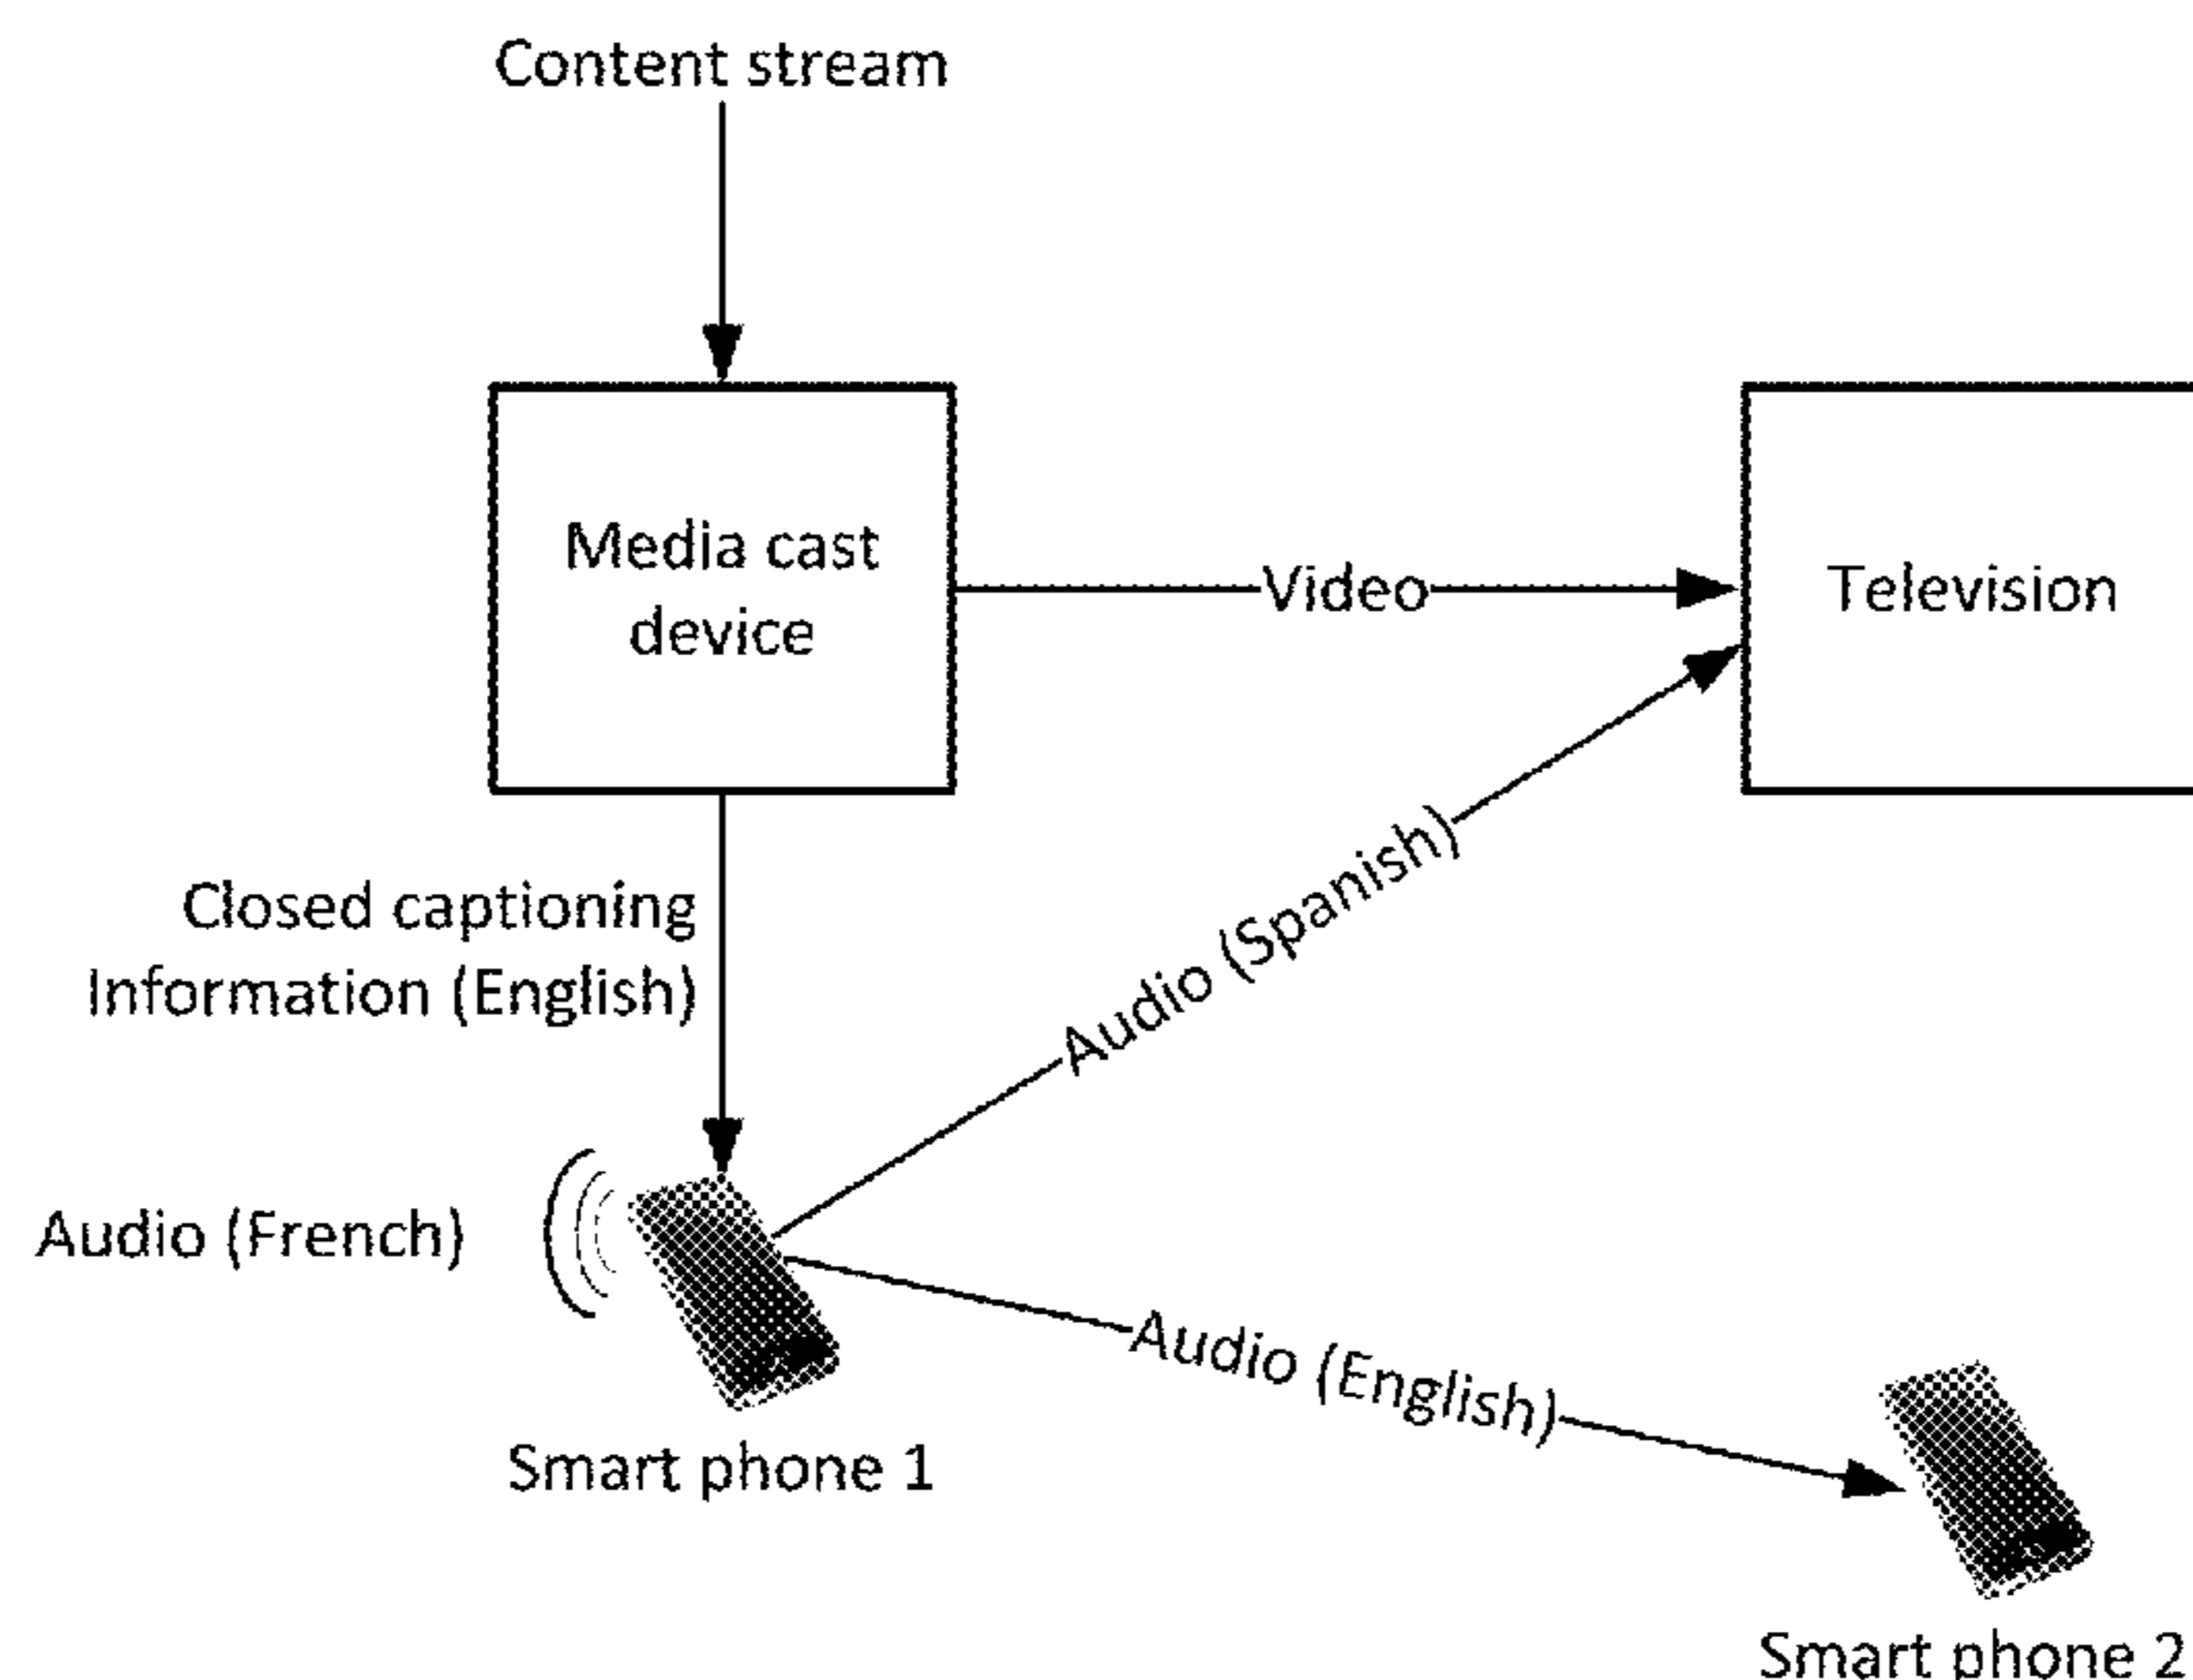 Content stream
Media cast
device
Video
Television
Closed captioning
Information (English)
Audio (Spanish)
Audio (French)
Audio (English)
Smart phone 1
Smart phone 2